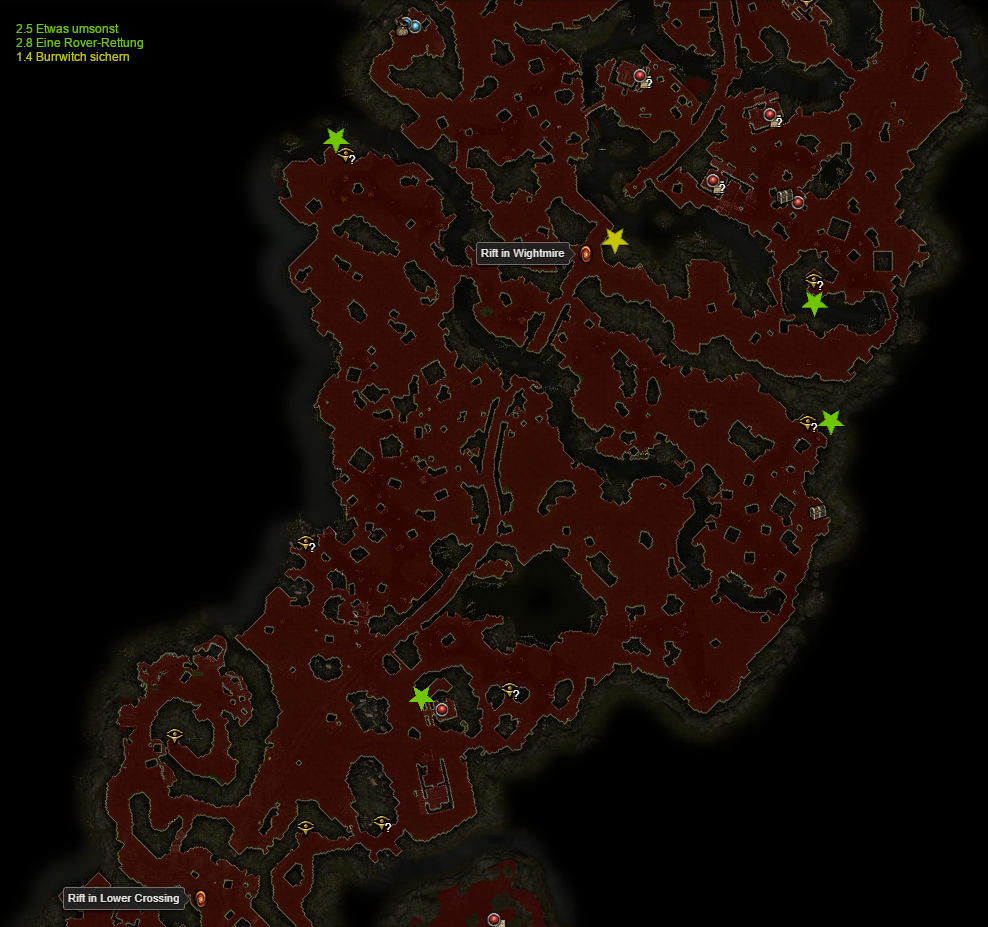 2.5 Etwas umsonst
2.8 Eine Rover-Rettung
1.4 Burrwitch sichern
?
?
?
?
Rift in Wightmire
?
?
?
?
?
Rift in Lower Crossing